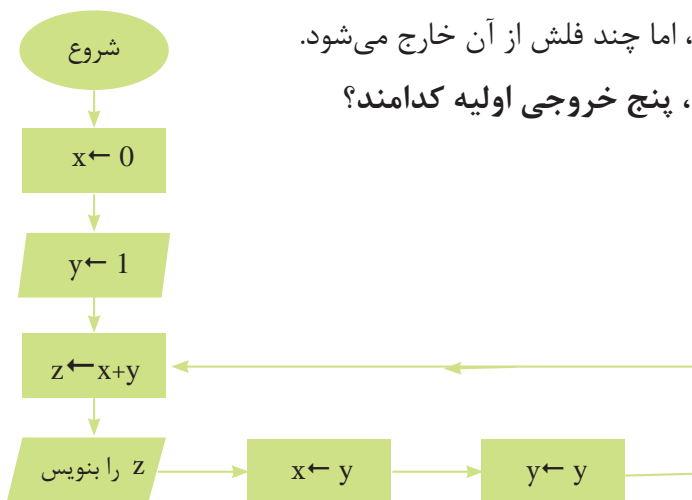 ، اما چند فلش از آن خارج می‌شود.
، پنج خروجی اولیه کدامند؟
شروع
x← 0
y← 1
z←x+y
z را بنویس
x← y
y← y